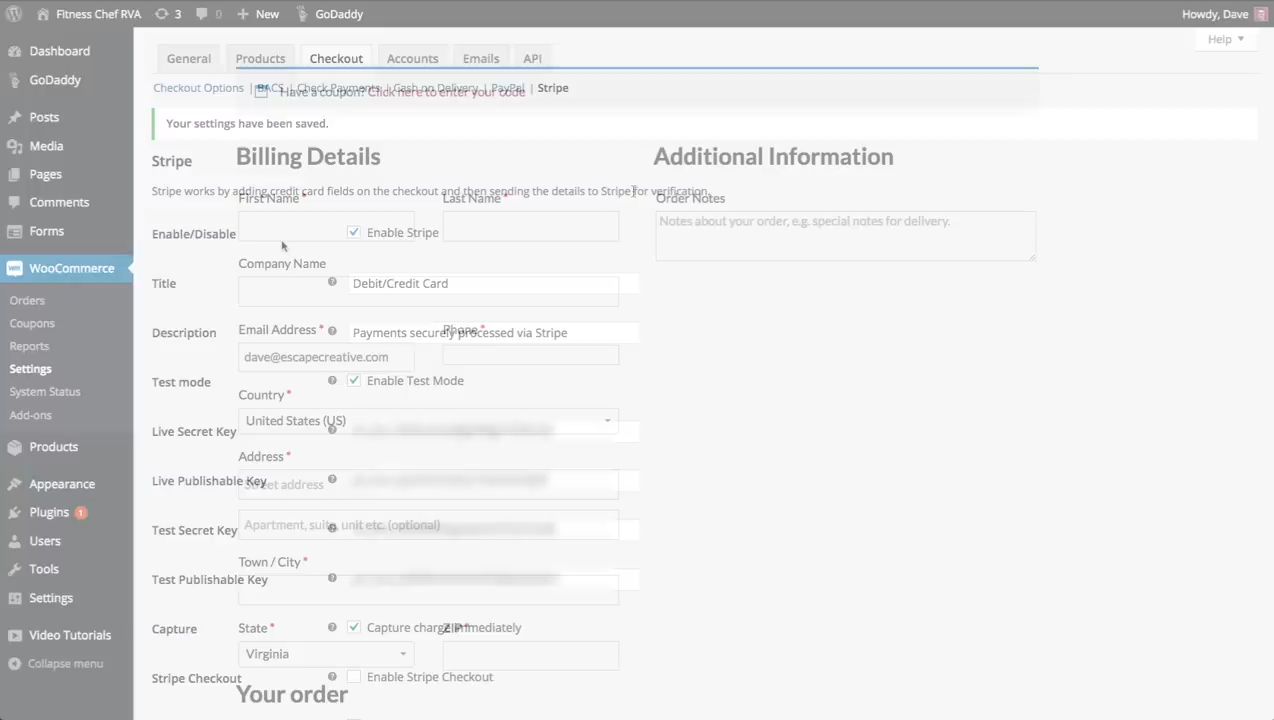 Fitness Chef RVA
3
New
GoDaddy
Howdy, Dave
Help
Dashboard
GoDaddy
Posts
Media
Pages
Comments
Forms
WooCommerce
Orders
Coupons
Reports
Settings
System Status
Add-ons
Products
Appearance
Plugins 1
Users
Tools
Settings
Video Tutorials
Collapse menu
General Products Checkout Accounts Emails API
Checkout Options | BACS | Check Payments | Cash on Delivery | PayPal | Stripe
Have a coupon? Click here to enter your code
Your settings have been saved.
Stripe
Stripe works by adding credit card fields on the checkout and then sending the details to Stripe for verification.
Enable/Disable
Enable Stripe
Title
Debit/Credit Card
Description
Payments securely processed via Stripe
Test mode
Enable Test Mode
Live Secret Key
Live Publishable Key
Test Secret Key
Test Publishable Key
Capture
Capture charge immediately
Stripe Checkout
Enable Stripe Checkout
Billing Details
First Name *
Last Name *
Company Name
Email Address *
Phone *
dave@escapecreative.com
Country *
United States (US)
Address *
Street address
Apartment, suite, unit etc. (optional)
Town / City *
State *
ZIP *
Virginia
Your order
Additional Information
Order Notes
Notes about your order, e.g. special notes for delivery.